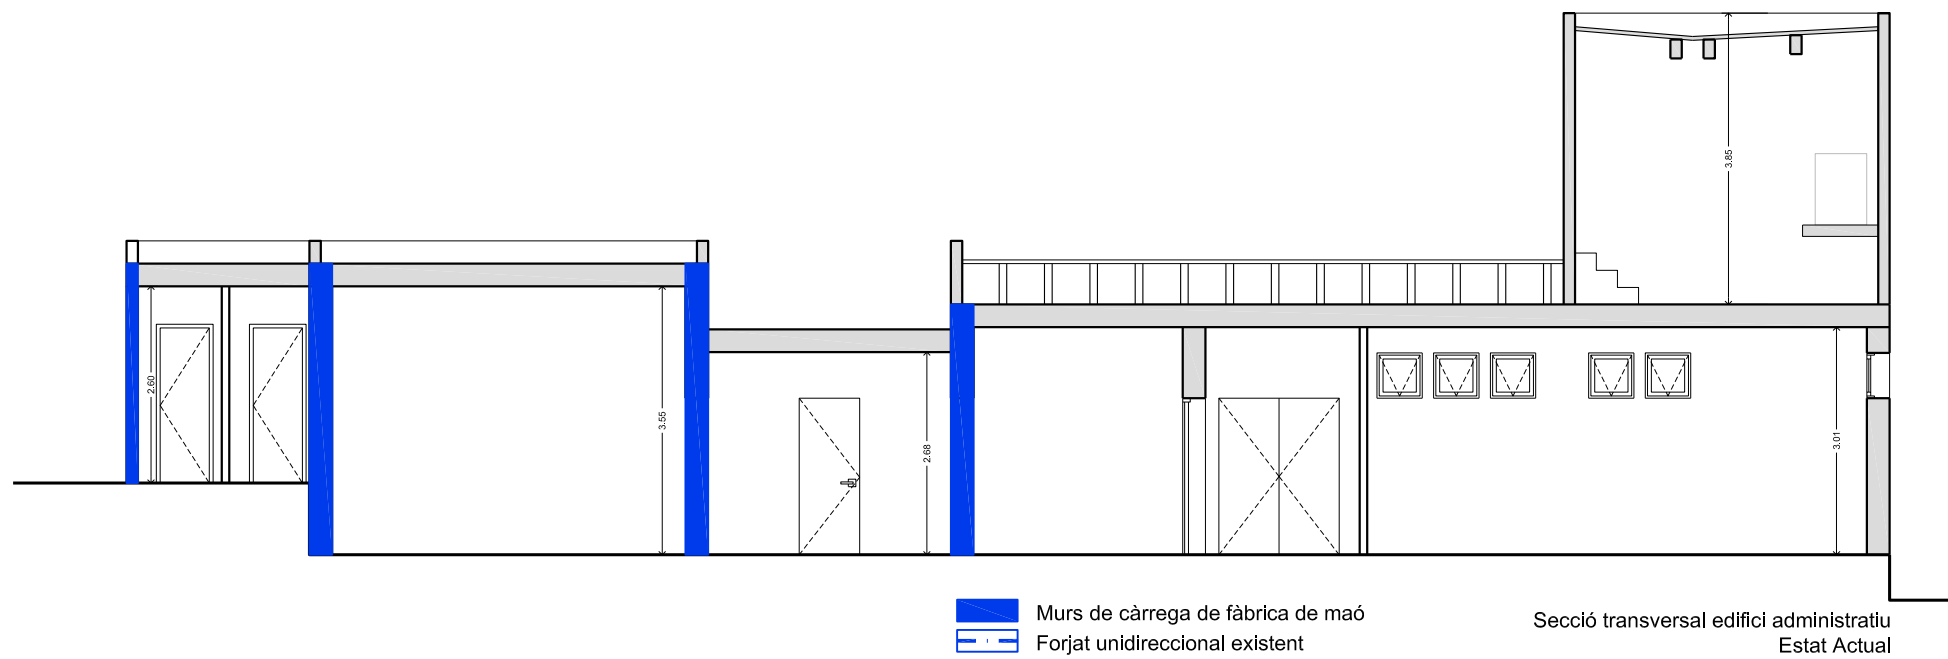 3.85
2.60
3.55
2.68
3.01
Murs de càrrega de fàbrica de maó
Forjat unidireccional existent
Secció transversal edifici administratiu
Estat Actual